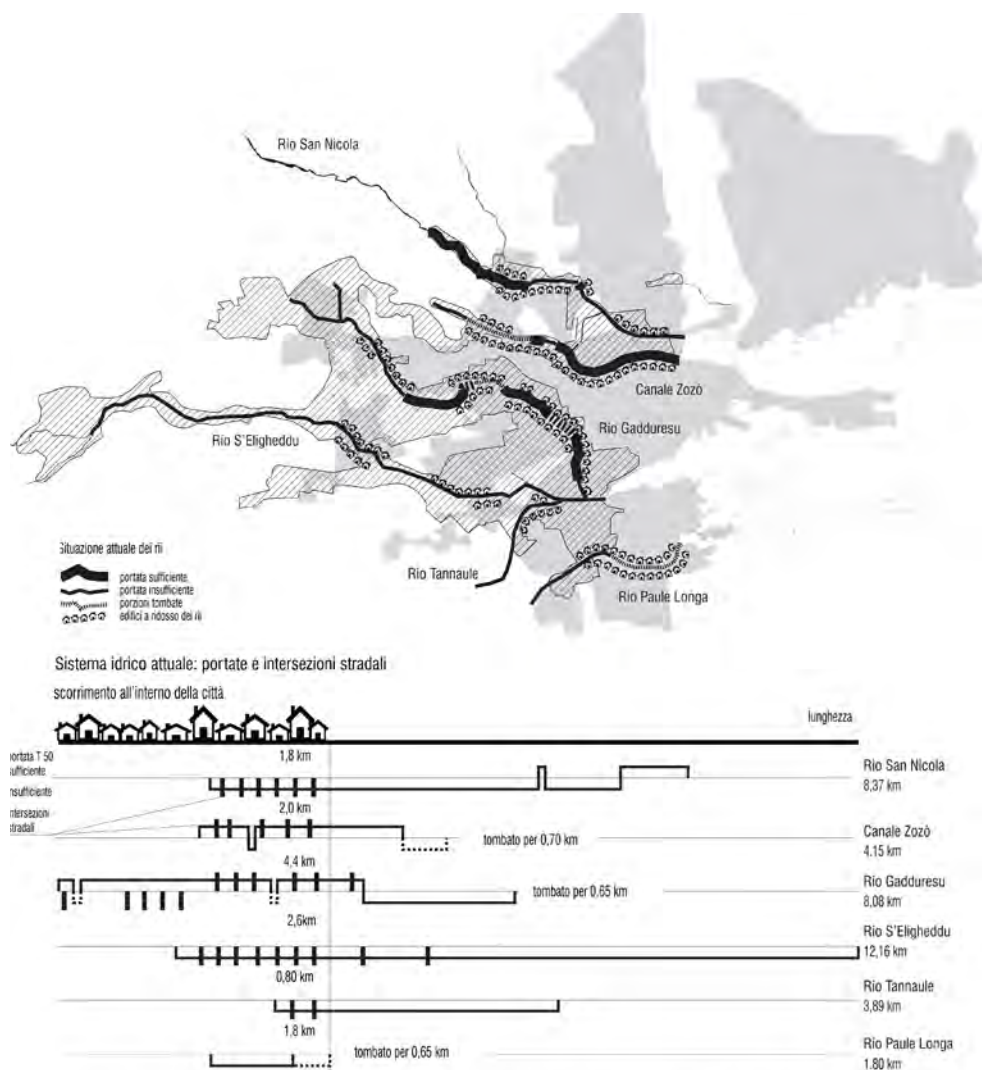 Rio San Nicola
Canale Zozò
Rio Gadduresu
Rio S'Eligheddu
Rio Tannaule
Rio Paule Longa
Situazione attuale dei rii
portata sufficiente
portata insufficiente
porzioni tombate
edifici a ridosso dei rii
Sistema idrico attuale: portate e intersezioni stradali
scorrimento all'interno della città
lunghezza
portata T 50
sufficiente
insufficiente
intersezioni
stradali
1,8 km
Rio San Nicola
8,37 km
2,0 km
tombato per 0,70 km
Canale Zozò
4.15 km
4,4 km
tombato per 0,65 km
Rio Gadduresu
8,08 km
2,6km
Rio S'Eligheddu
12,16 km
0,80 km
Rio Tannaule
3,89 km
1,8 km
tombato per 0,65 km
Rio Paule Longa
1.80 km